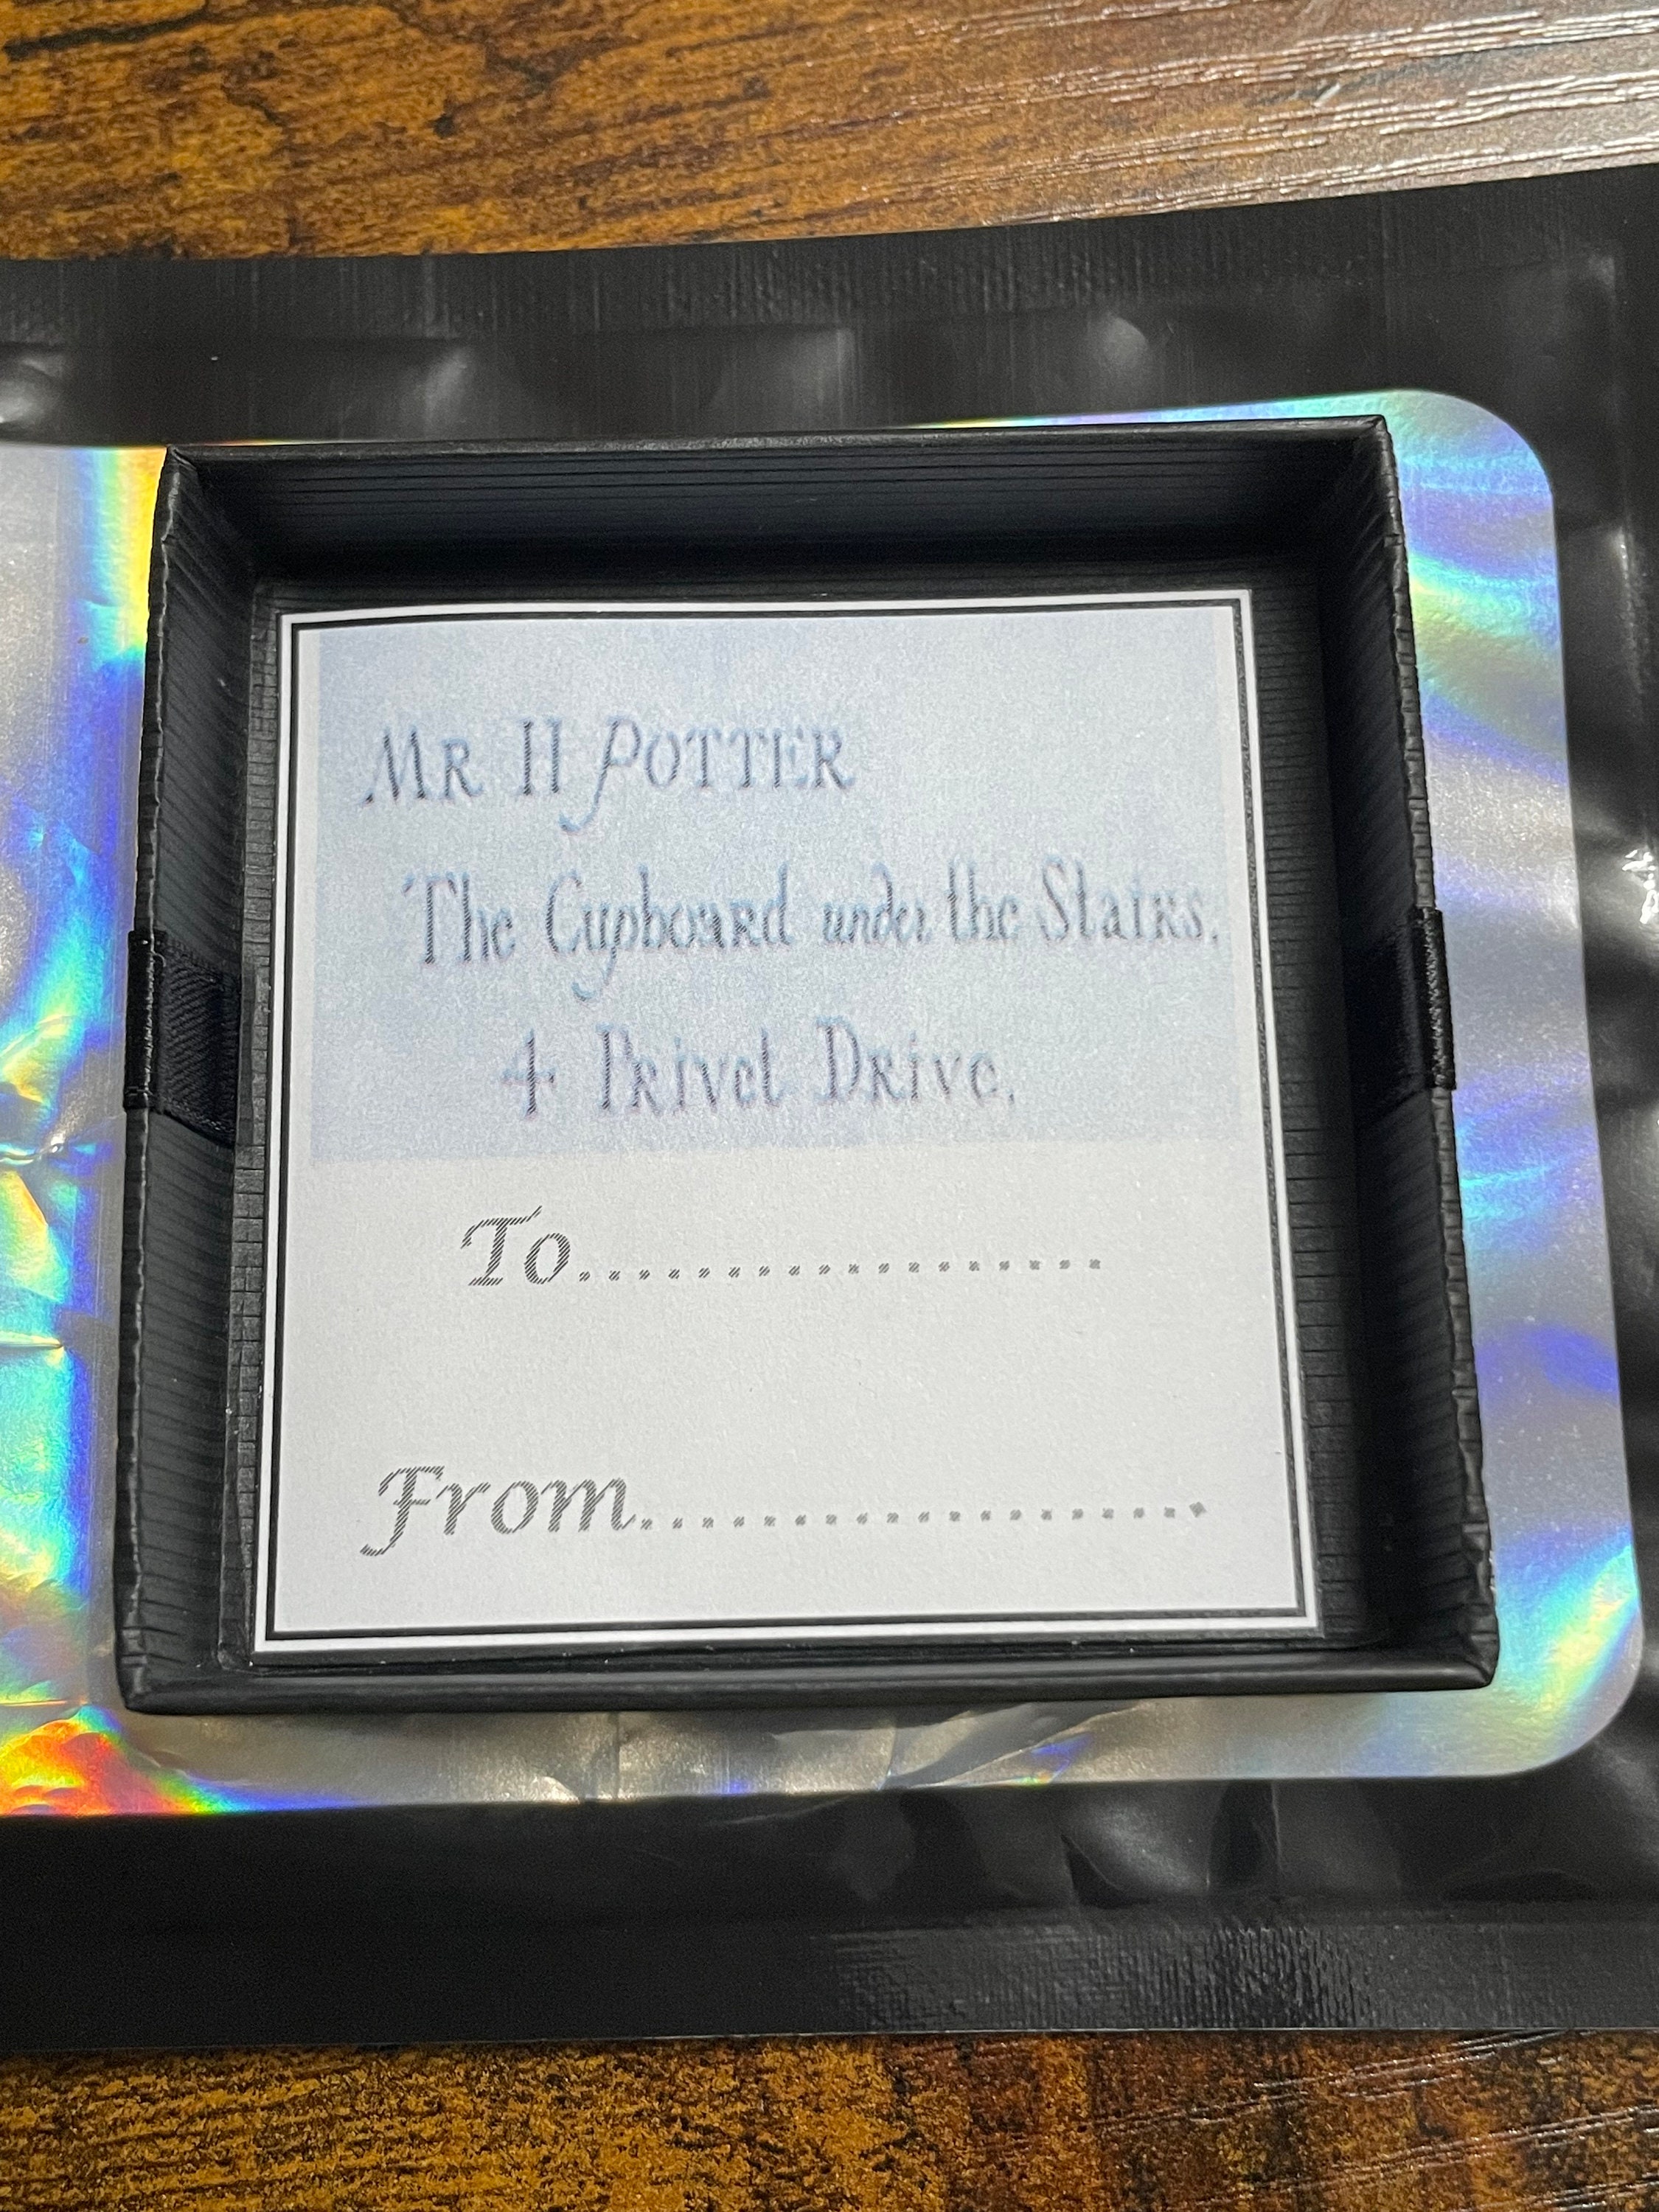 MR H POTTER
The Cupboard under the Stairs,
4 Privet Drive,
To...................
From...................